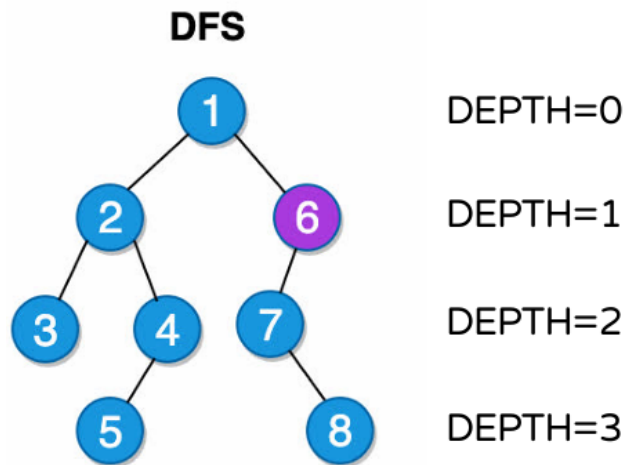 DFS
1 DEPTH=0
2 6 DEPTH=1
3 4 7 DEPTH=2
5 8 DEPTH=3